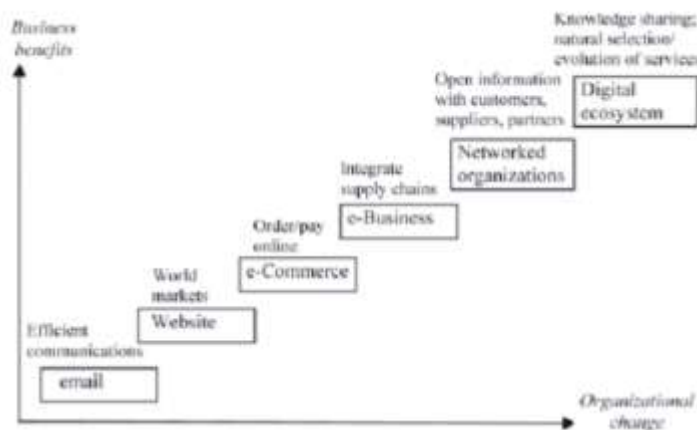 Business
benefits
Knowledge sharing;
natural selection/
evolution of services
Digital
ecosystem
Open information
with customers,
suppliers, partners
Networked
organizations
Integrate
supply chains
e-Business
Order/pay
online
e-Commerce
World
markets
Website
Efficient
communications
email
Organizational
change